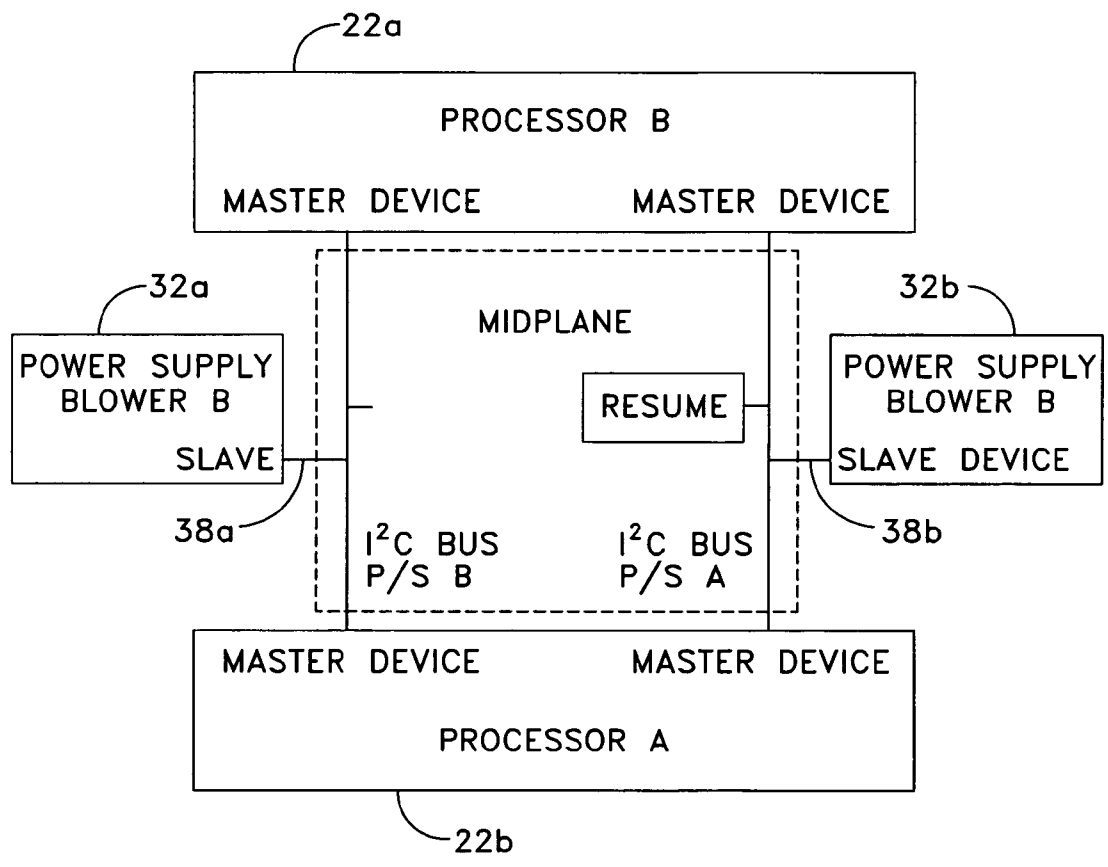 22a
PROCESSOR B
MASTER DEVICE MASTER DEVICE
32a
32b
MIDPLANE
POWER SUPPLY
BLOWER B
SLAVE
RESUME
POWER SUPPLY
BLOWER B
SLAVE DEVICE
38a
38b
I²C BUS
P/S B
I²C BUS
P/S A
MASTER DEVICE MASTER DEVICE
PROCESSOR A
22b